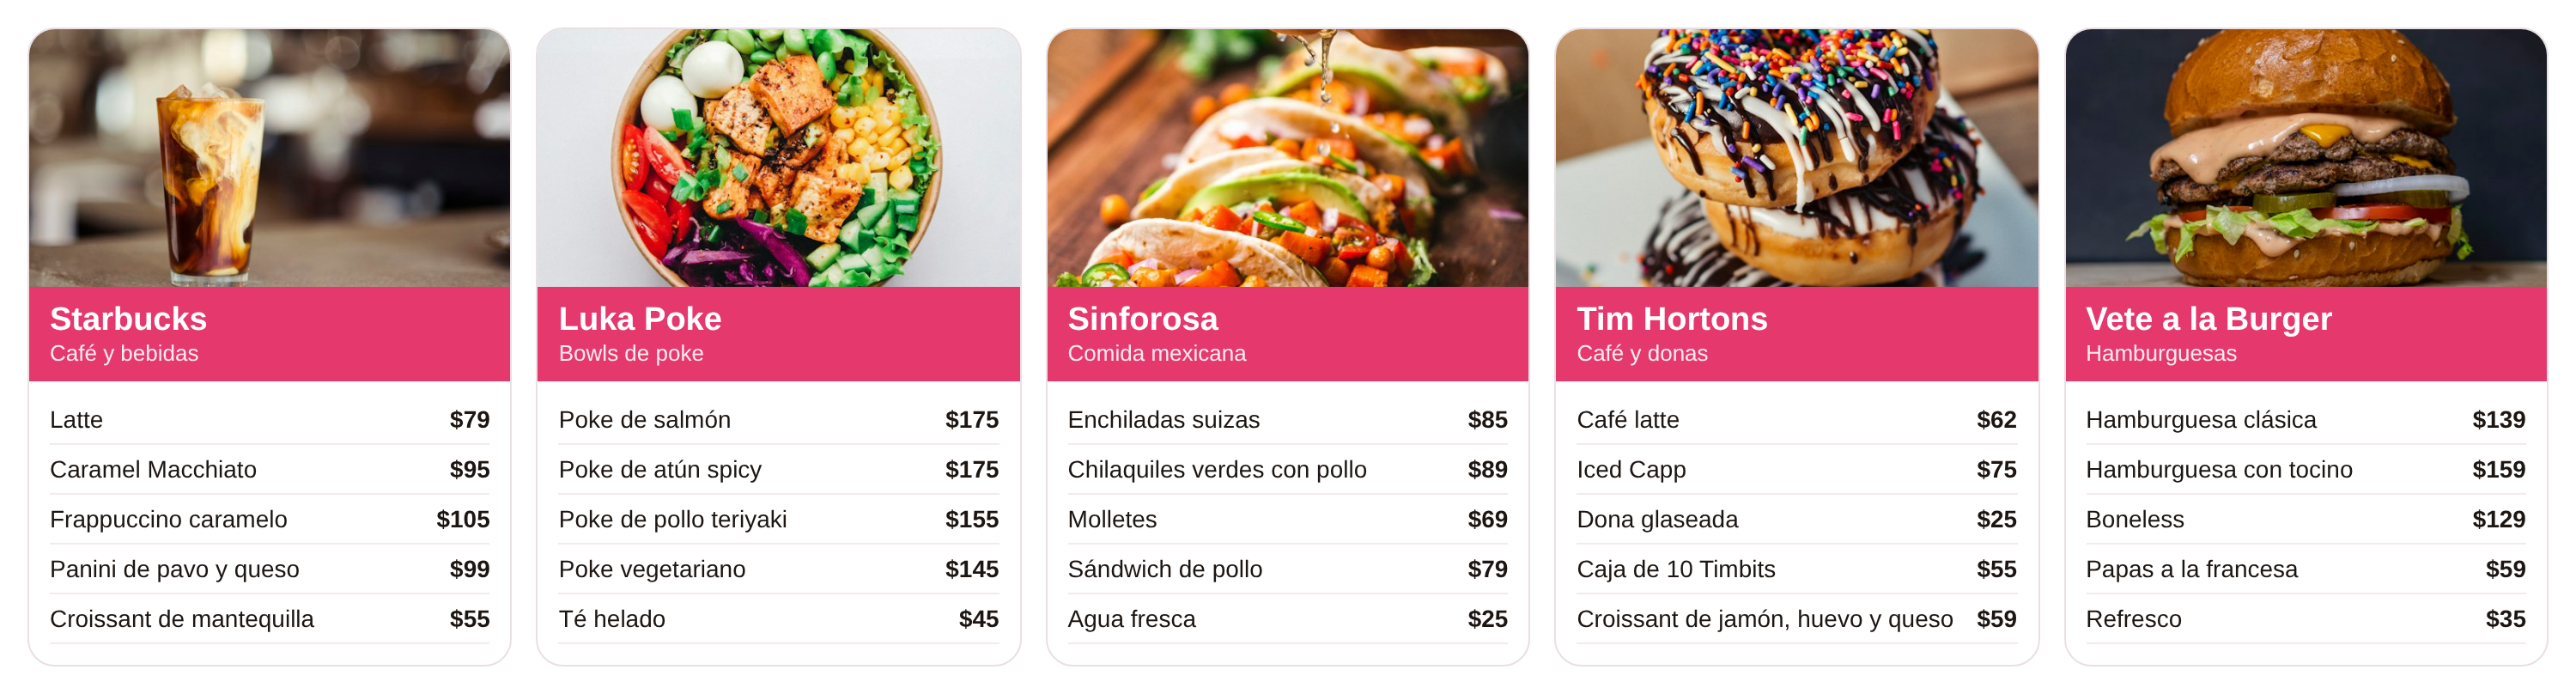 Starbucks
Café y bebidas
Latte $79
Caramel Macchiato $95
Frappuccino caramelo $105
Panini de pavo y queso $99
Croissant de mantequilla $55
Luka Poke
Bowls de poke
Poke de salmón $175
Poke de atún spicy $175
Poke de pollo teriyaki $155
Poke vegetariano $145
Té helado $45
Sinforosa
Comida mexicana
Enchiladas suizas $85
Chilaquiles verdes con pollo $89
Molletes $69
Sándwich de pollo $79
Agua fresca $25
Tim Hortons
Café y donas
Café latte $62
Iced Capp $75
Dona glaseada $25
Caja de 10 Timbits $55
Croissant de jamón, huevo y queso $59
Vete a la Burger
Hamburguesas
Hamburguesa clásica $139
Hamburguesa con tocino $159
Boneless $129
Papas a la francesa $59
Refresco $35